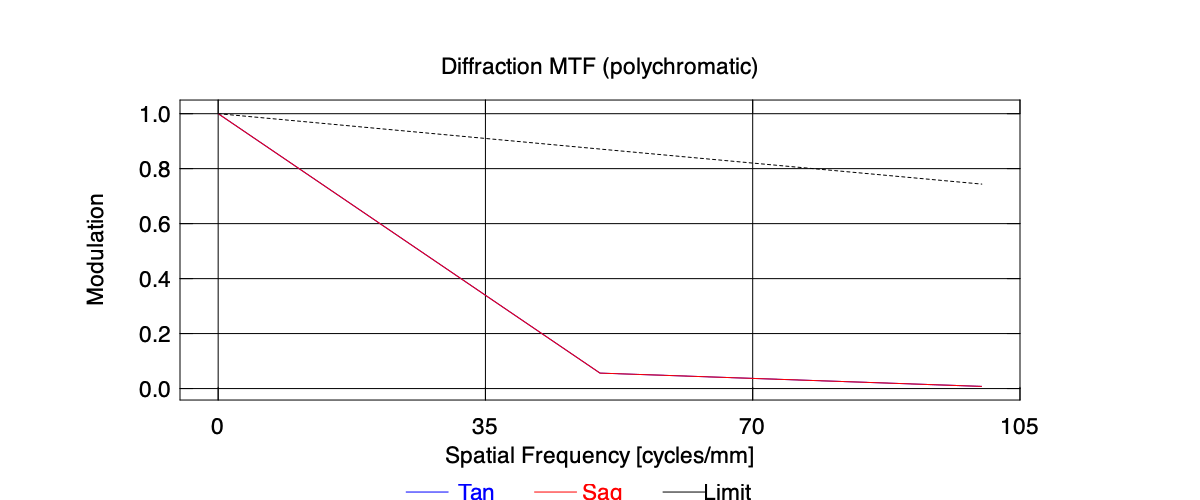 Diffraction MTF (polychromatic)
1.0
0.8
0.6
0.4
0.2
0.0
Modulation
0 35 70 105
Spatial Frequency [cycles/mm]
Tan Sag Limit